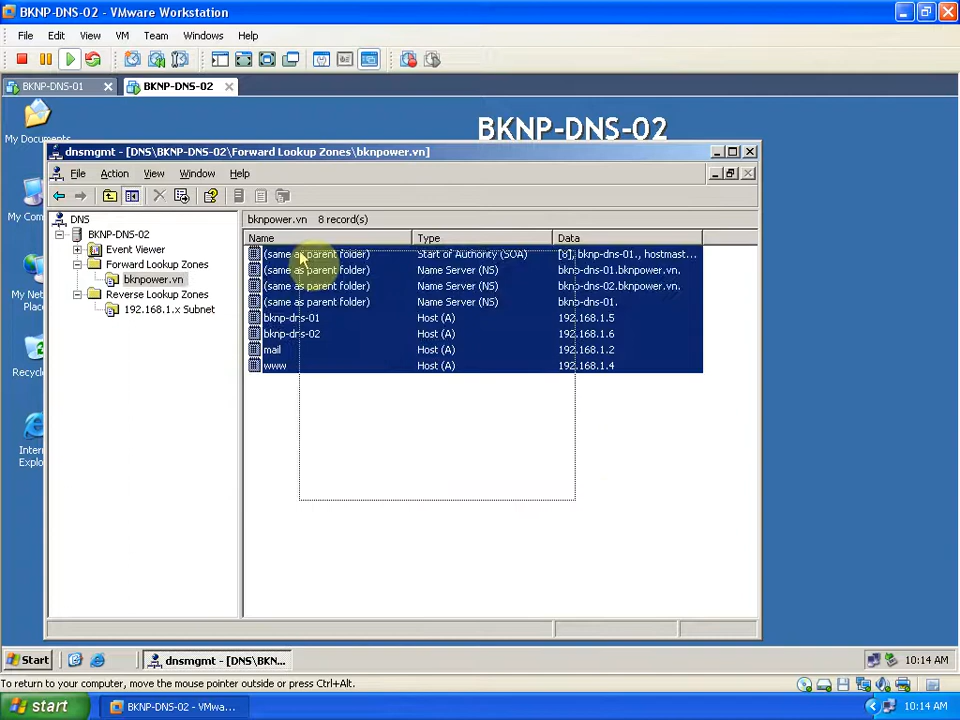 BKNP-DNS-02 - VMware Workstation
File Edit View VM Team Windows Help
BKNP-DNS-01 BKNP-DNS-02
My Documents
BKNP-DNS-02
dnsmgmt - [DNS\BKNP-DNS-02\Forward Lookup Zones\bknpower.vn]
File Action View Window Help
DNS
BKNP-DNS-02
Event Viewer
Forward Lookup Zones
bknpower.vn
Reverse Lookup Zones
192.168.1.x Subnet
bknpower.vn 8 record(s)
Name Type Data
(same as parent folder) Start of Authority (SOA) [8], bknp-dns-01., hostmast...
(same as parent folder) Name Server (NS) bknp-dns-01.bknpower.vn.
(same as parent folder) Name Server (NS) bknp-dns-02.bknpower.vn.
(same as parent folder) Name Server (NS) bknp-dns-01.
bknp-dns-01 Host (A) 192.168.1.5
bknp-dns-02 Host (A) 192.168.1.6
mail Host (A) 192.168.1.2
www Host (A) 192.168.1.4
My Com
My Net
Place
Recycl
Intern
Explo
Start dnsmgmt - [DNS\BKN... 10:14 AM
To return to your computer, move the mouse pointer outside or press Ctrl+Alt.
start BKNP-DNS-02 - VMwa... 10:14 AM